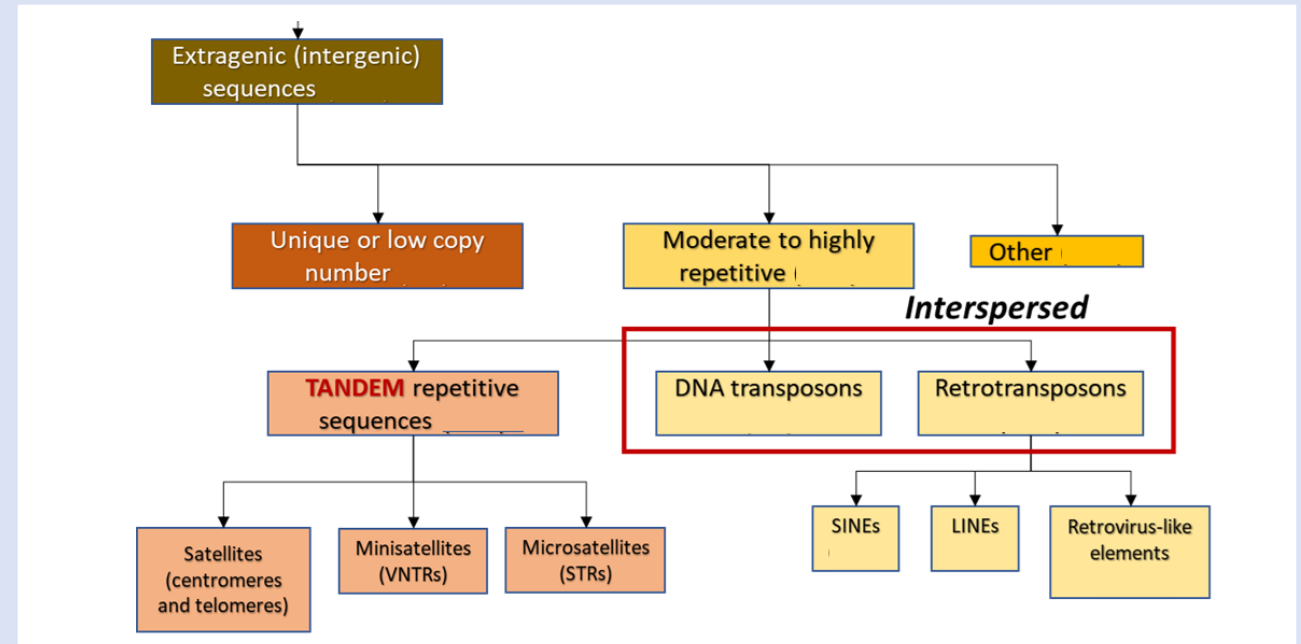 Extragenic (intergenic)
sequences
Unique or low copy
number
Moderate to highly
repetitive (
Other
Interspersed
TANDEM repetitive
sequences
DNA transposons
Retrotransposons
Satellites
(centromeres
and telomeres)
Minisatellites
(VNTRs)
Microsatellites
(STRs)
SINEs
LINEs
Retrovirus-like
elements